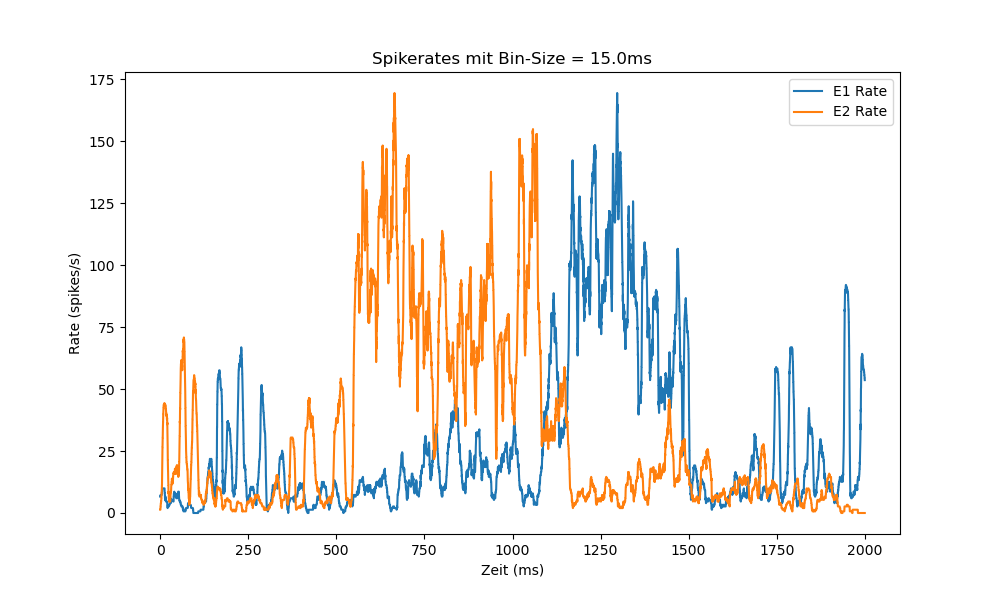 Spikerates mit Bin-Size = 15.0ms
E1 Rate
E2 Rate
Rate (spikes/s)
175
150
125
100
75
50
25
0
0 250 500 750 1000 1250 1500 1750 2000
Zeit (ms)